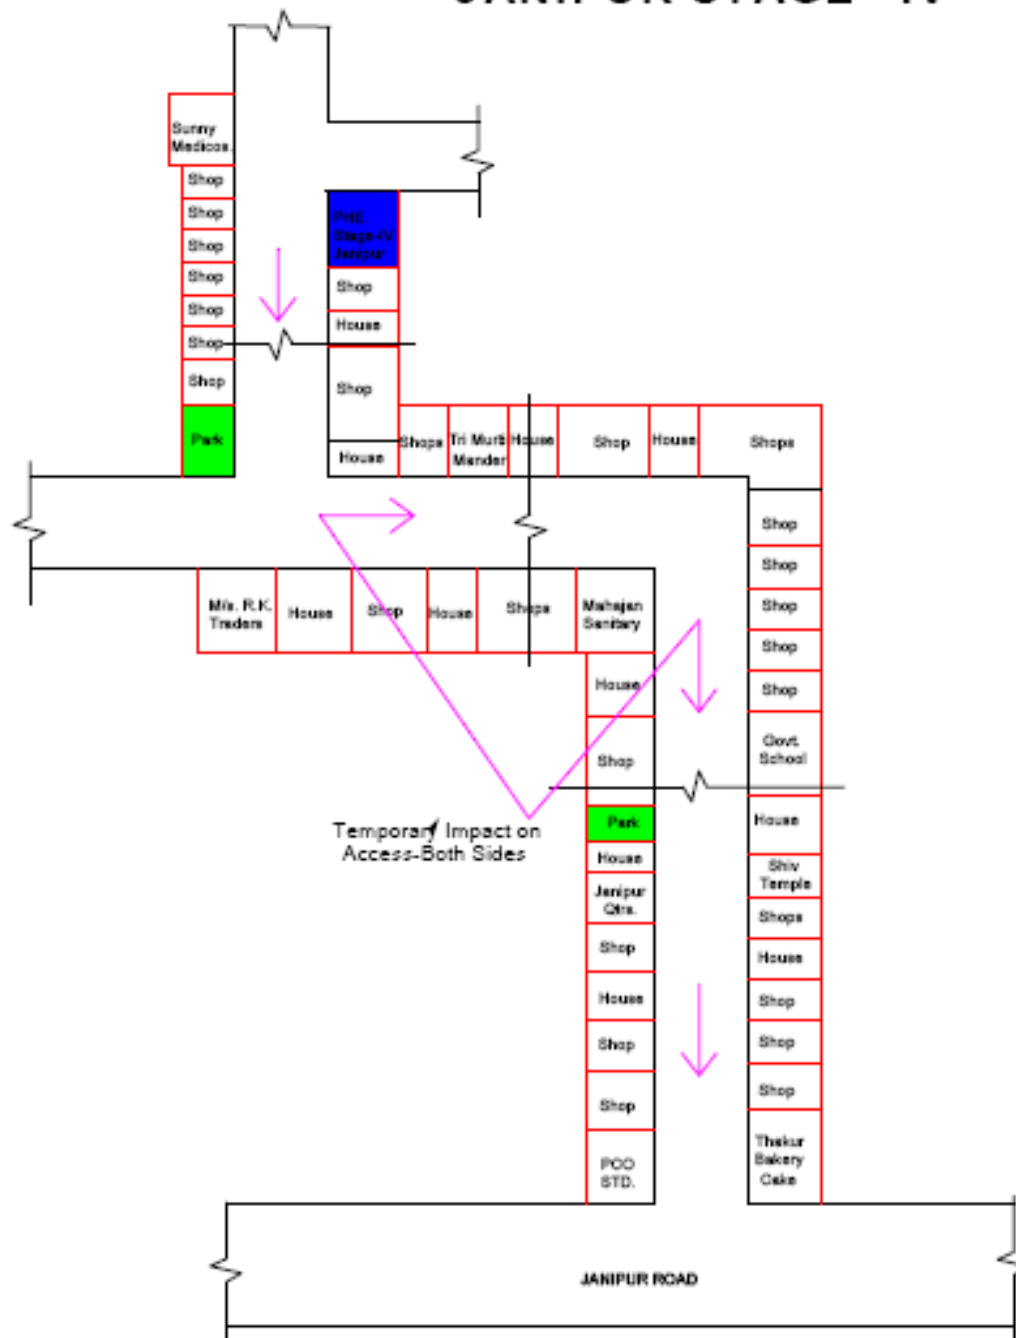 JANIPUR STAGE - IV
Sunny
Medicos.
Shop
Shop
Shop
Shop
Shop
Shop
Shop
Park
PHE.
Stage-IV
Janipur
Shop
House
Shop
House
Shops
Tri Murti
Mander
House
Shop
House
Shops
M/s. R.K.
Traders
House
Shop
House
Shops
Mahajan
Sanitary
House
Shop
Park
House
Janipur
Qtrs.
Shop
House
Shop
Shop
PCO
STD.
Shop
Shop
Shop
Shop
Shop
Govt.
School
House
Shiv
Temple
Shops
House
Shop
Shop
Shop
Thakur
Bakery
Cake
Temporary Impact on
Access-Both Sides
JANIPUR ROAD